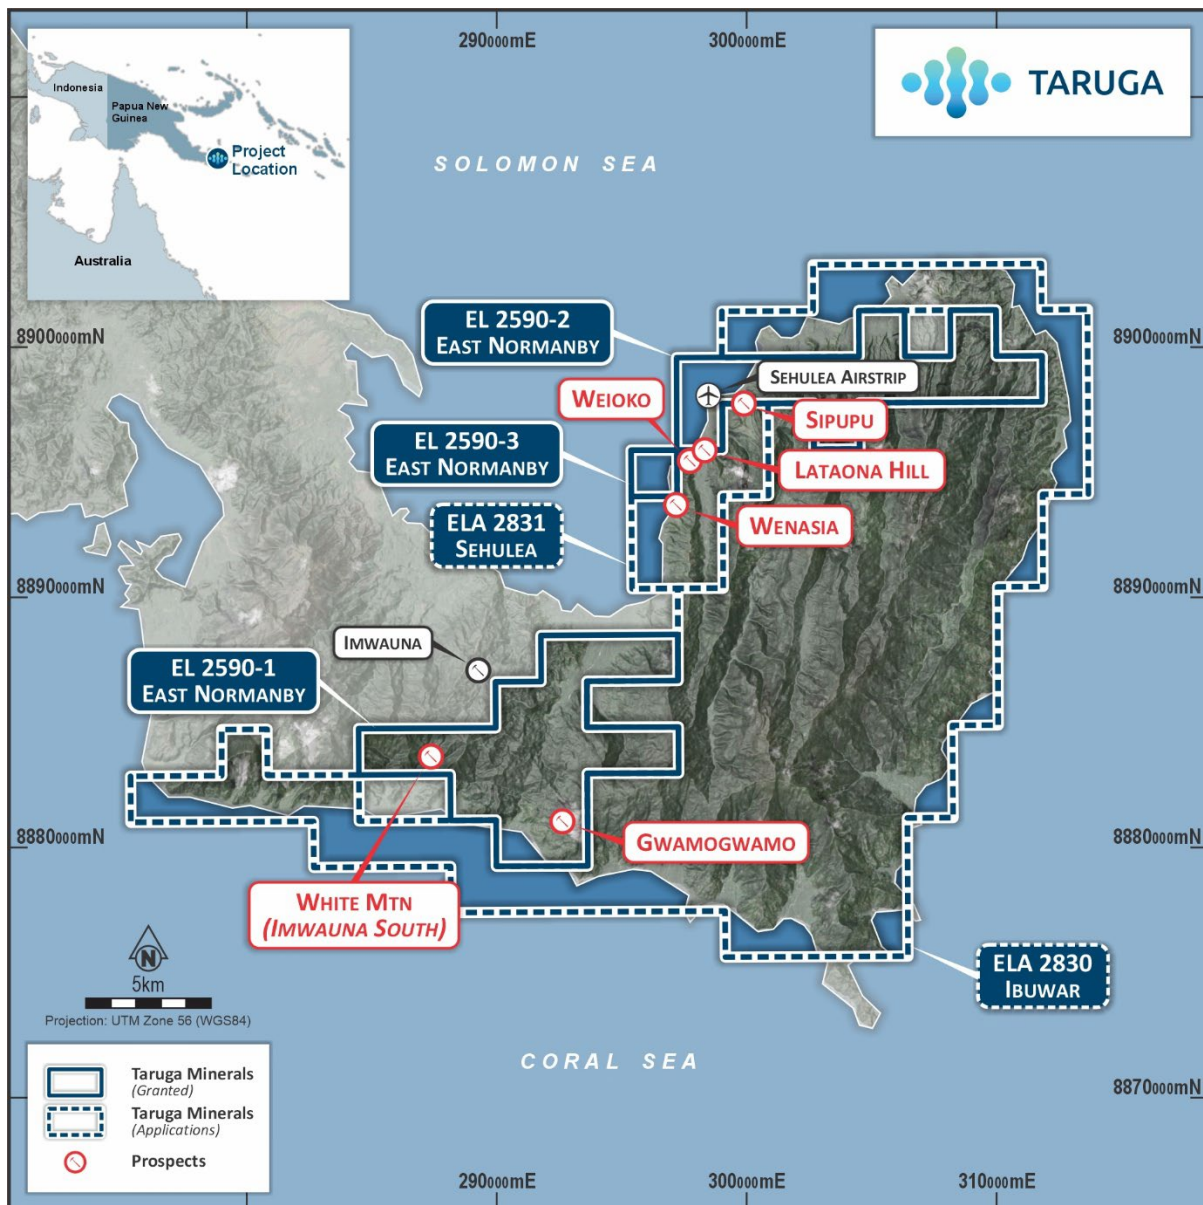 290000mE
300000mE
Indonesia
Papua New
Guinea
Project
Location
Australia
TARUGA
SOLOMON SEA
8900000mN
8900000mN
EL 2590-2
EAST NORMANBY
SEHULEA AIRSTRIP
WEIOKO
SIPUPU
EL 2590-3
EAST NORMANBY
LATAONA HILL
ELA 2831
SEHULEA
WENASIA
8890000mN
8890000mN
IMWAUNA
EL 2590-1
EAST NORMANBY
8880000mN
8880000mN
GWAMOGWAMO
WHITE MTN
(IMWAUNA SOUTH)
N
5km
Projection: UTM Zone 56 (WGS84)
ELA 2830
IBUWAR
CORAL SEA
Taruga Minerals
(Granted)
Taruga Minerals
(Applications)
Prospects
8870000mN
290000mE
300000mE
310000mE